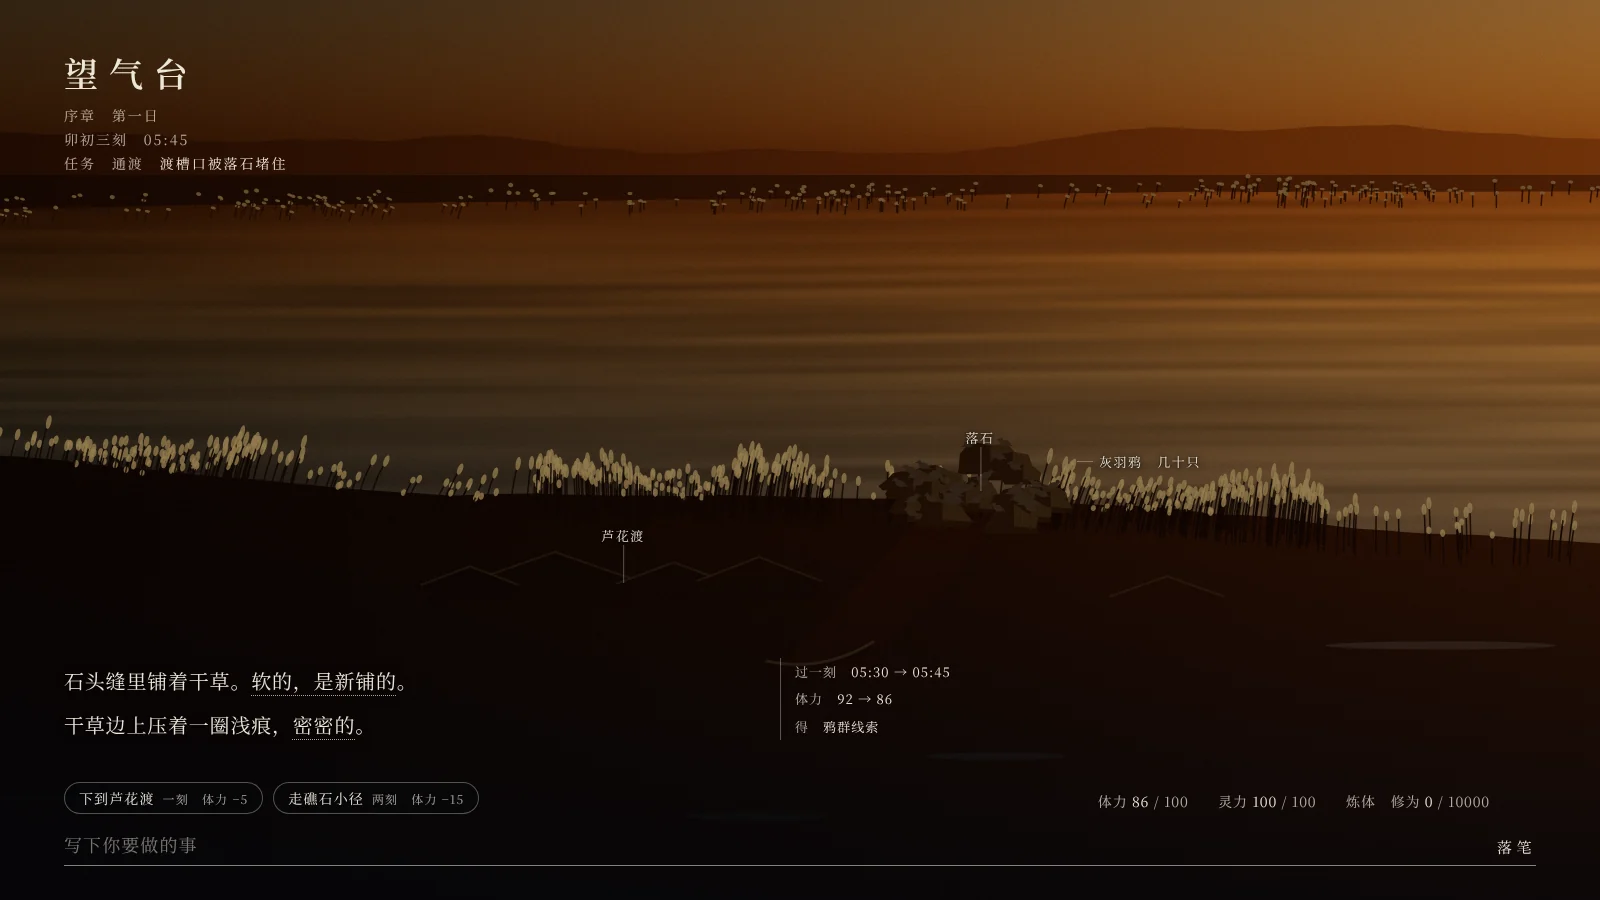 望气台
序章 第一日
卯初三刻 05:45
任务 通渡 渡槽口被落石堵住
落石
灰羽鸦 几十只
芦花渡
石头缝里铺着干草。软的，是新铺的。
干草边上压着一圈浅痕，密密的。
过一刻 05:30 → 05:45
体力 92 → 86
得 鸦群线索
下到芦花渡 一刻 体力 −5
走礁石小径 两刻 体力 −15
体力 86 / 100 灵力 100 / 100 炼体 修为 0 / 10000
写下你要做的事
落笔